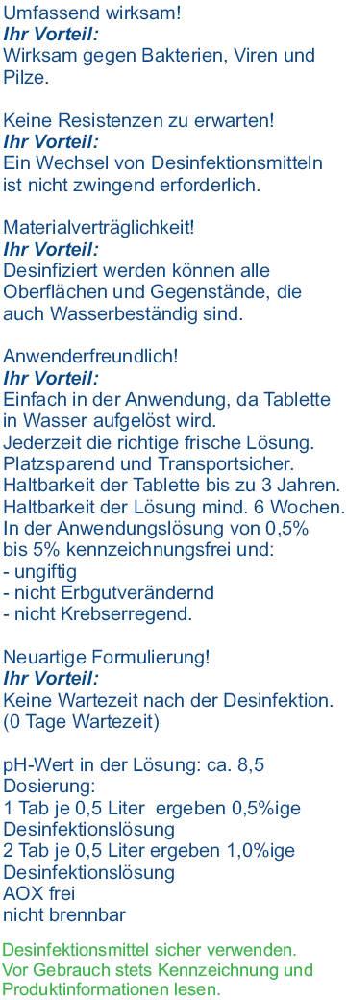 Umfassend wirksam!
Ihr Vorteil:
Wirksam gegen Bakterien, Viren und
Pilze.
Keine Resistenzen zu erwarten!
Ihr Vorteil:
Ein Wechsel von Desinfektionsmitteln
ist nicht zwingend erforderlich.
Materialverträglichkeit!
Ihr Vorteil:
Desinfiziert werden können alle
Oberflächen und Gegenstände, die
auch Wasserbeständig sind.
Anwenderfreundlich!
Ihr Vorteil:
Einfach in der Anwendung, da Tablette
in Wasser aufgelöst wird.
Jederzeit die richtige frische Lösung.
Platzsparend und Transportsicher.
Haltbarkeit der Tablette bis zu 3 Jahren.
Haltbarkeit der Lösung mind. 6 Wochen.
In der Anwendungslösung von 0,5%
bis 5% kennzeichnungsfrei und:
- ungiftig
- nicht Erbgutverändernd
- nicht Krebserregend.
Neuartige Formulierung!
Ihr Vorteil:
Keine Wartezeit nach der Desinfektion.
(0 Tage Wartezeit)
pH-Wert in der Lösung: ca. 8,5
Dosierung:
1 Tab je 0,5 Liter  ergeben 0,5%ige
Desinfektionslösung
2 Tab je 0,5 Liter ergeben 1,0%ige
Desinfektionslösung
AOX frei
nicht brennbar
Desinfektionsmittel sicher verwenden.
Vor Gebrauch stets Kennzeichnung und
Produktinformationen lesen.